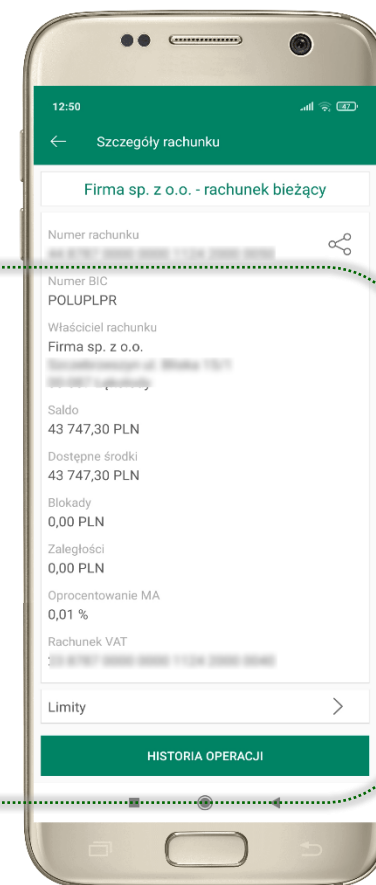 12:50
47
Szczegóły rachunku
Firma sp. z o.o. - rachunek bieżący
Numer rachunku
Numer BIC
POLUPLPR
Właściciel rachunku
Firma sp. z o.o.
Saldo
43 747,30 PLN
Dostępne środki
43 747,30 PLN
Blokady
0,00 PLN
Zaległości
0,00 PLN
Oprocentowanie MA
0,01 %
Rachunek VAT
Limity
HISTORIA OPERACJI